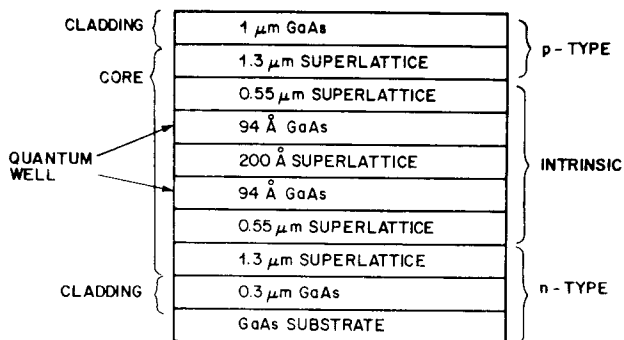 CLADDING
1 μm GaAs
p-TYPE
1.3 μm SUPERLATTICE
CORE
0.55 μm SUPERLATTICE
94 Å GaAs
QUANTUM
WELL
200 Å SUPERLATTICE
INTRINSIC
94 Å GaAs
0.55 μm SUPERLATTICE
1.3 μm SUPERLATTICE
CLADDING
0.3 μm GaAs
n-TYPE
GaAs SUBSTRATE